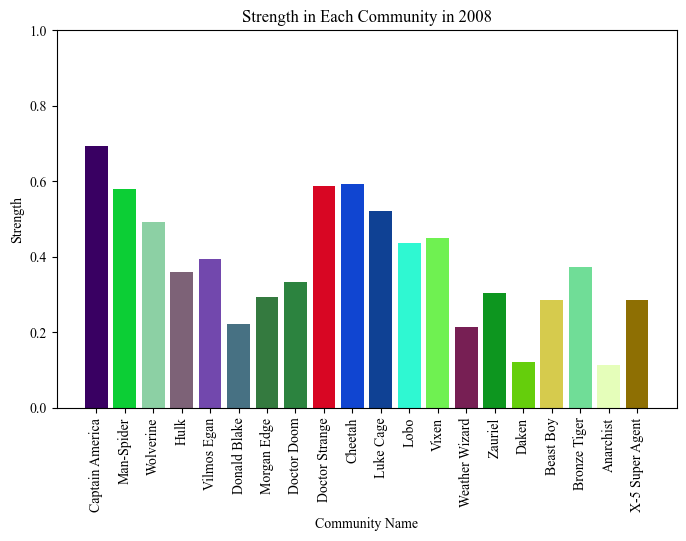 Strength in Each Community in 2008
Strength
1.0
0.8
0.6
0.4
0.2
0.0
Captain America
Man-Spider
Wolverine
Hulk
Vilmos Egan
Donald Blake
Morgan Edge
Doctor Doom
Doctor Strange
Cheetah
Luke Cage
Lobo
Vixen
Weather Wizard
Zauriel
Daken
Beast Boy
Bronze Tiger
Anarchist
X-5 Super Agent
Community Name